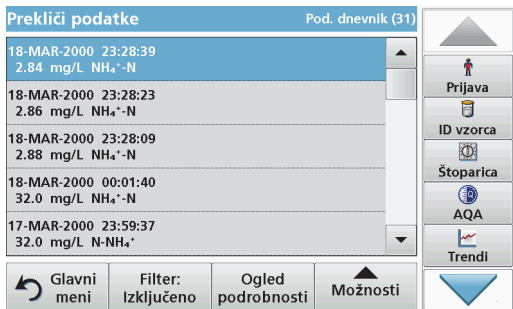 Prekliči podatke
Pod. dnevnik (31)
18-MAR-2000 23:28:39
2.84 mg/L NH₄⁺-N
18-MAR-2000 23:28:23
2.86 mg/L NH₄⁺-N
18-MAR-2000 23:28:09
2.88 mg/L NH₄⁺-N
18-MAR-2000 00:01:40
32.0 mg/L NH₄⁺-N
17-MAR-2000 23:59:37
32.0 mg/L N-NH₄⁺
Glavni
meni
Filter:
Izključeno
Ogled
podrobnosti
Možnosti
Prijava
ID vzorca
Štoparica
AQA
Trendi